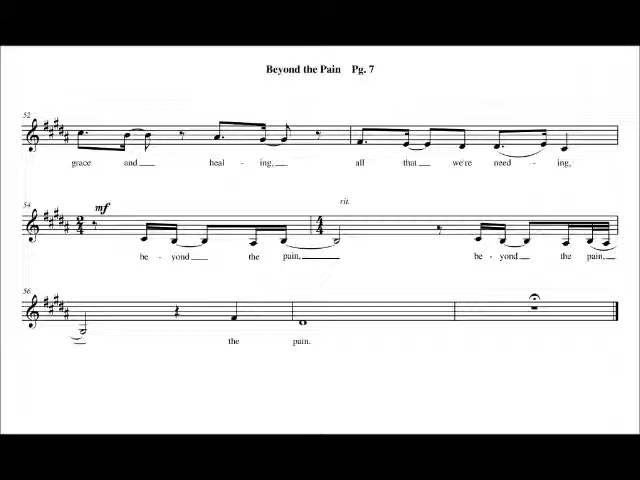 Beyond the Pain Pg. 7
52
grace and heal - ing, all that we're need - ing,
mf rit.
54
be - yond the pain, be - yond the pain,
56
the pain.